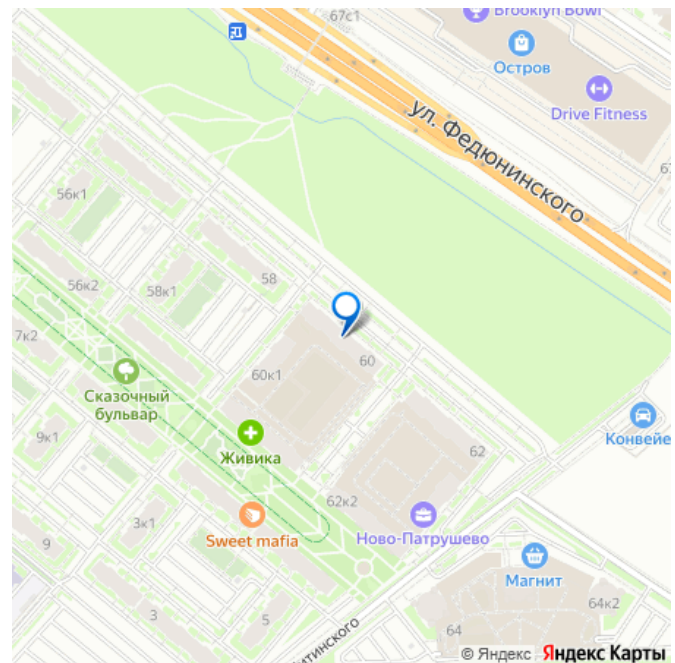 67с1
Brooklyn Bowl
Остров
Drive Fitness
ул. Федюнинского
56к1
58
56к2
58к1
7к2
60
60к1
Сказочный
бульвар
Живика
9к1
Конвейе
62
62к2
3к1
Sweet mafia
Ново-Патрушево
9
Магнит
64к2
3
5
64
итинского
© Яндекс Яндекс Карты